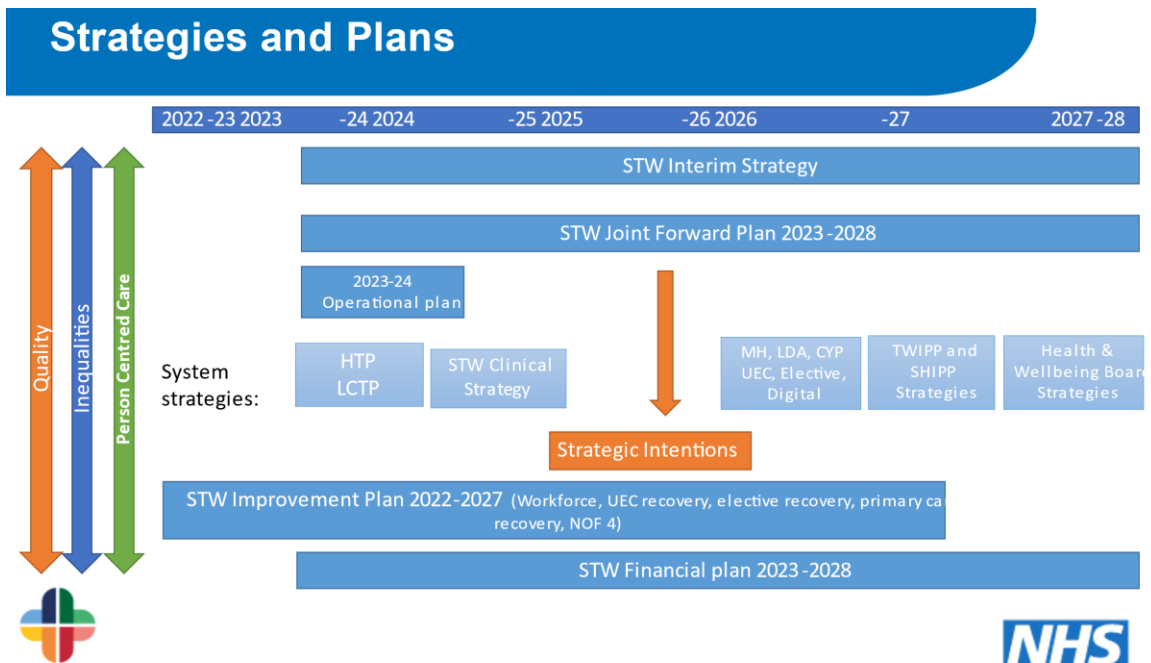 Strategies and Plans
2022 -23 2023 -24 2024 -25 2025 -26 2026 -27 2027 -28
STW Interim Strategy
STW Joint Forward Plan 2023 -2028
2023-24
Operational plan
Quality
Inequalities
Person Centred Care
System
strategies:
HTP
LCTP
STW Clinical
Strategy
MH, LDA, CYP
UEC, Elective,
Digital
TWIPP and
SHIPP
Strategies
Health &
Wellbeing Boar
Strategies
Strategic Intentions
STW Improvement Plan 2022-2027 (Workforce, UEC recovery, elective recovery, primary ca
recovery, NOF 4)
STW Financial plan 2023 -2028
NHS